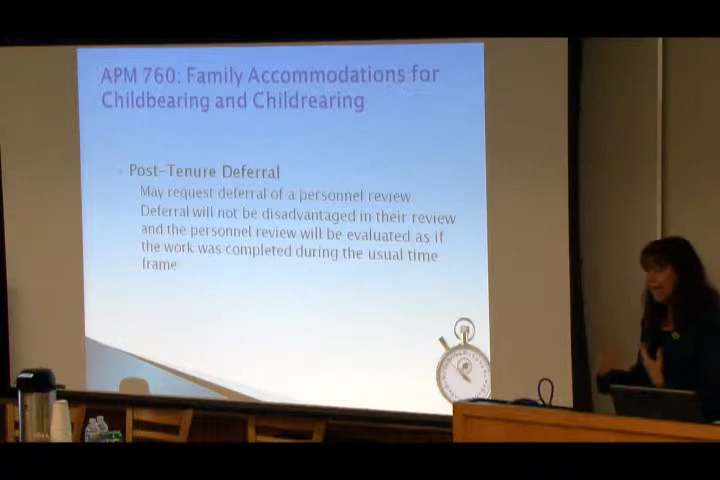 APM 760: Family Accommodations for
Childbearing and Childrearing
Post-Tenure Deferral
May request deferral of a personnel review
Deferral will not be disadvantaged in their review
and the personnel review will be evaluated as if
the work was completed during the usual time
frame